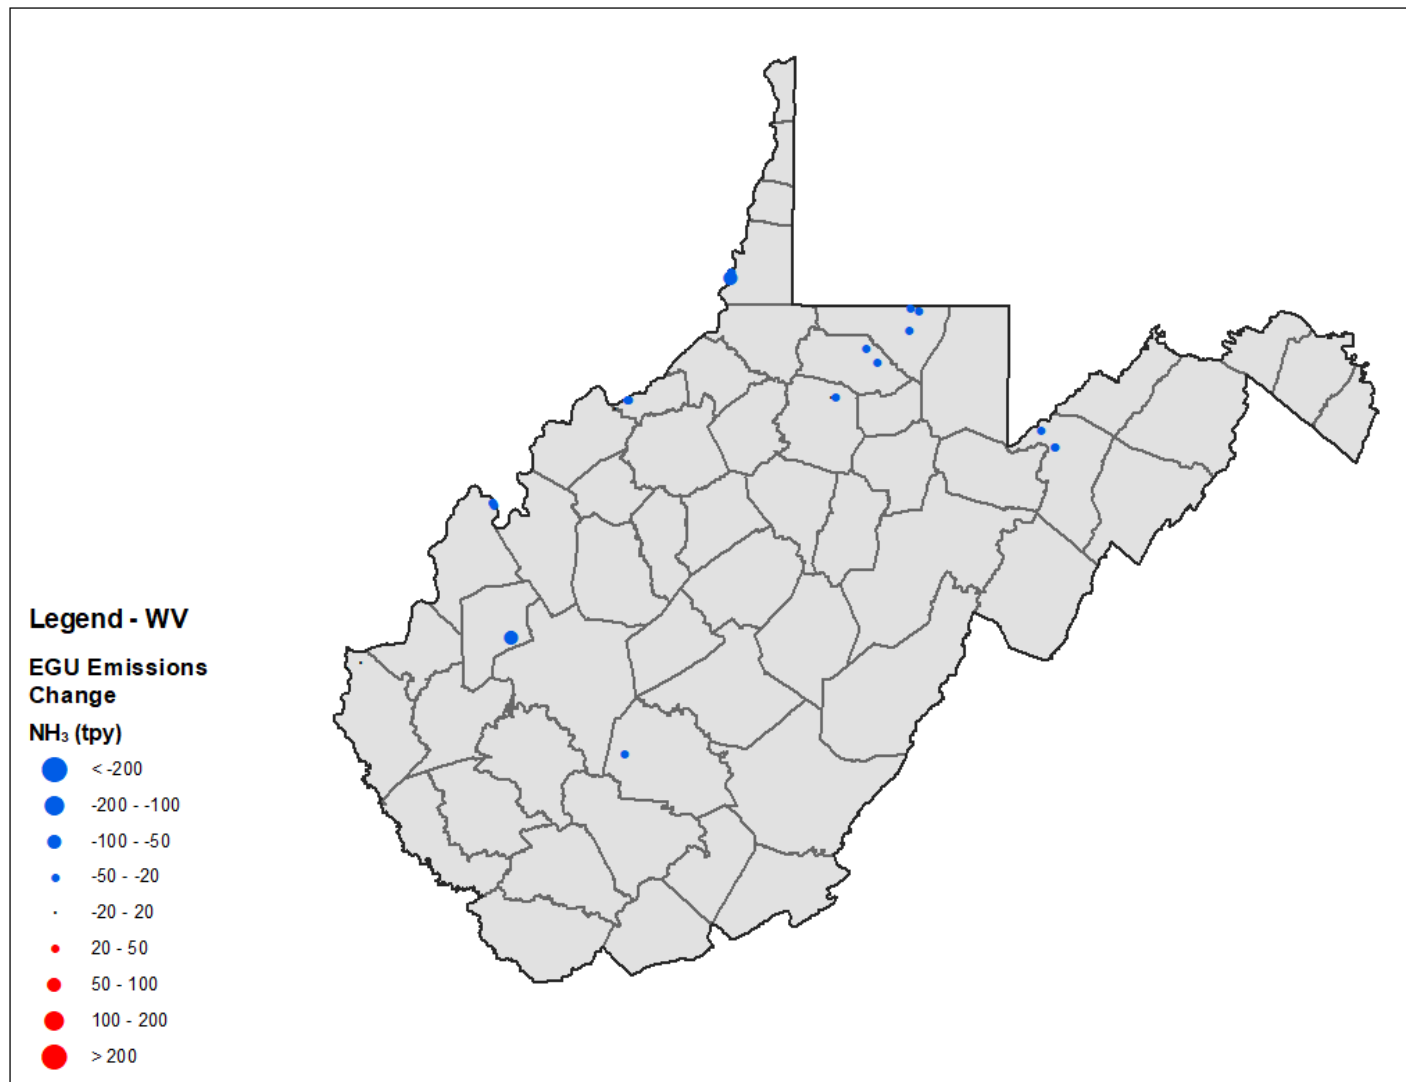 Legend - WV
EGU Emissions
Change
NH₃ (tpy)
< -200
-200 - -100
-100 - -50
-50 - -20
-20 - 20
20 - 50
50 - 100
100 - 200
> 200